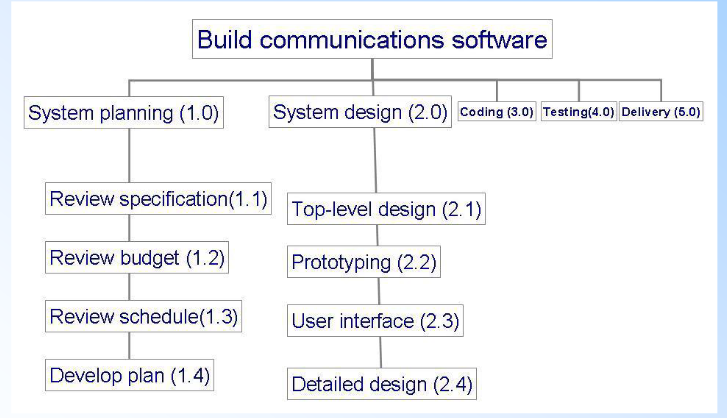 Build communications software
System planning (1.0)
System design (2.0)
Coding (3.0)
Testing(4.0)
Delivery (5.0)
Review specification(1.1)
Review budget (1.2)
Review schedule(1.3)
Develop plan (1.4)
Top-level design (2.1)
Prototyping (2.2)
User interface (2.3)
Detailed design (2.4)